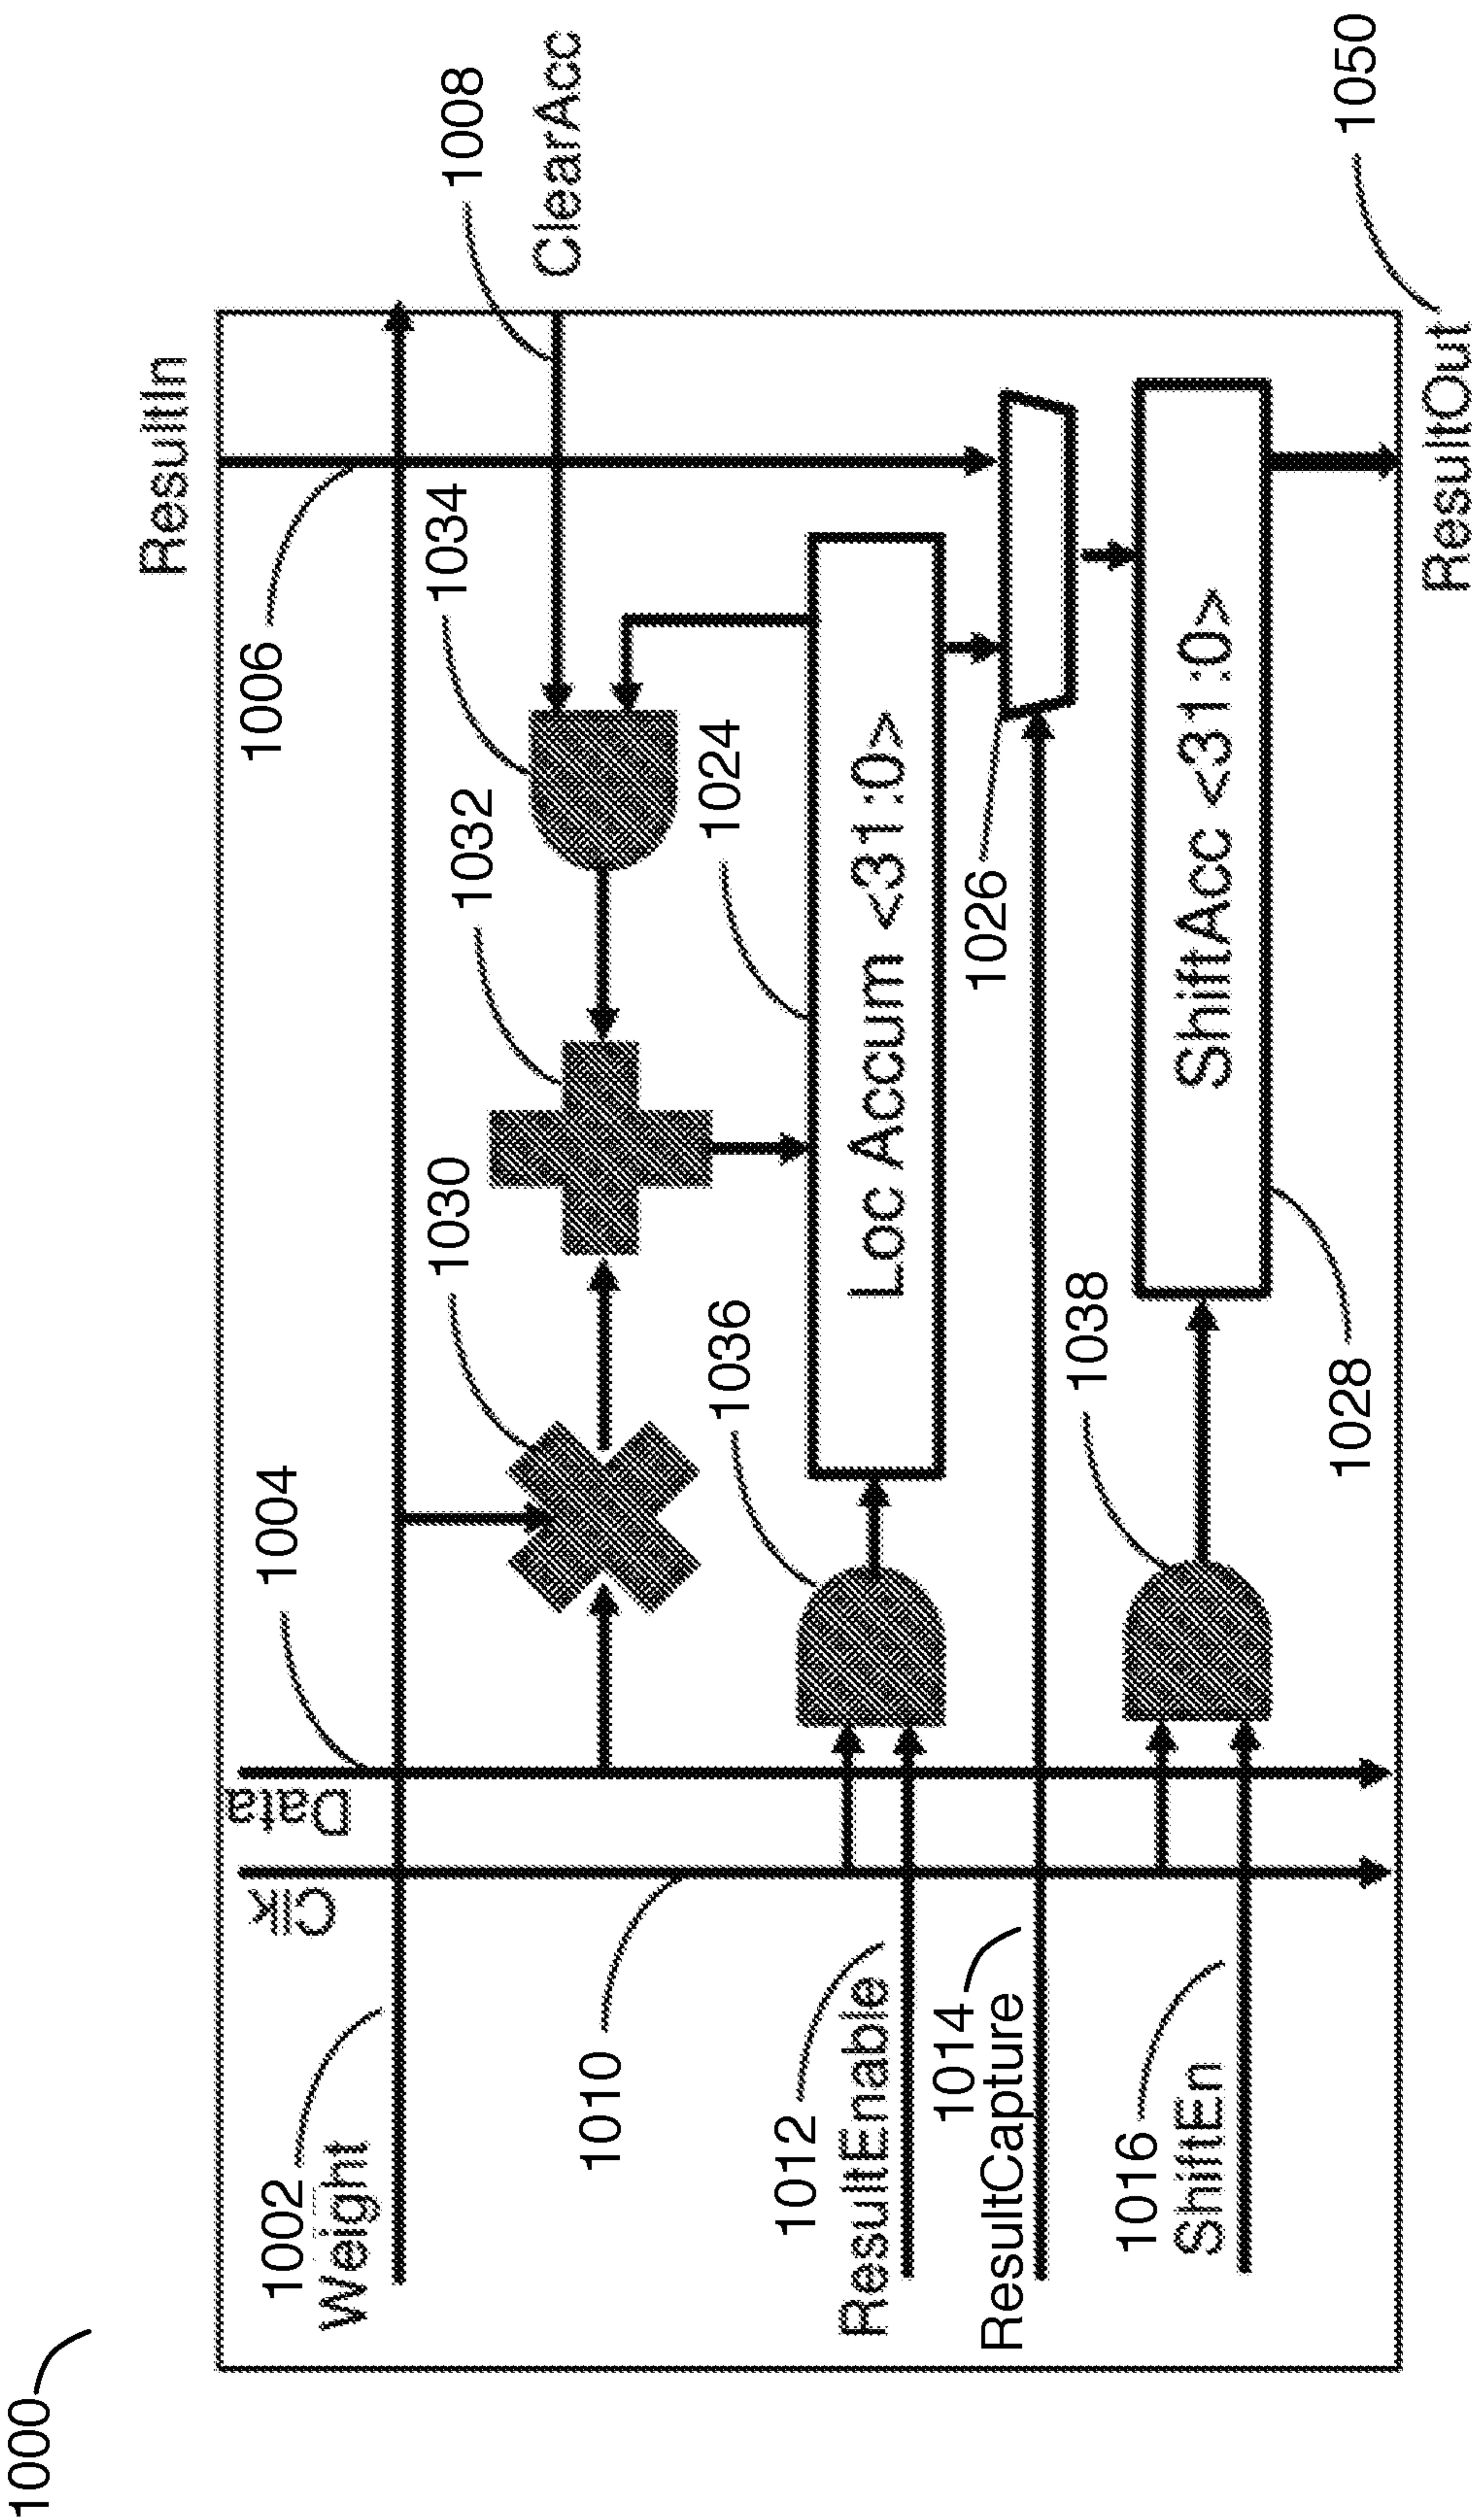 1000
ResultIn
1006
1004
1002
Weight
Clk
Data
1010
1030
1032
1034
1008
ClearAcc
1012
ResultEnable
1036
1024
Loc Accum <31:0>
1014
ResultCapture
1026
1016
ShiftEn
1038
ShiftAcc <31:0>
1028
1050
ResultOut